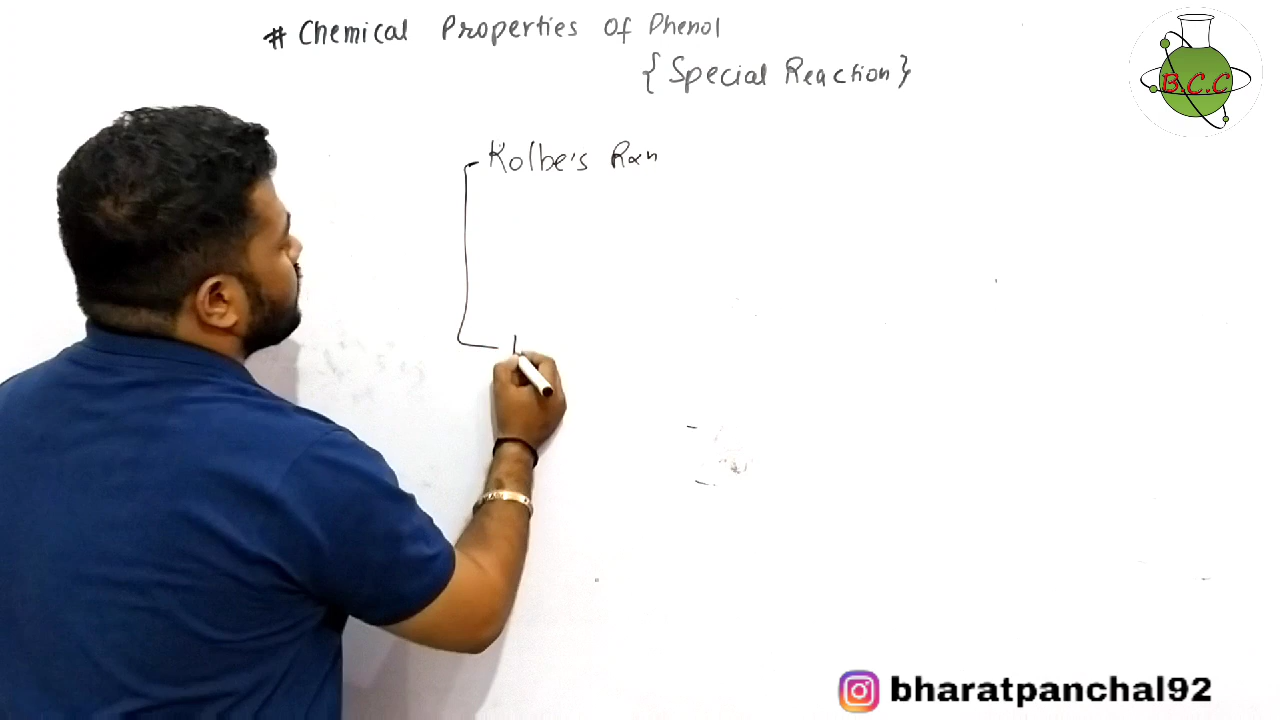 # Chemical Properties Of Phenol
{Special Reaction}
B.C.C
Kolbe's Rxn
bharatpanchal92